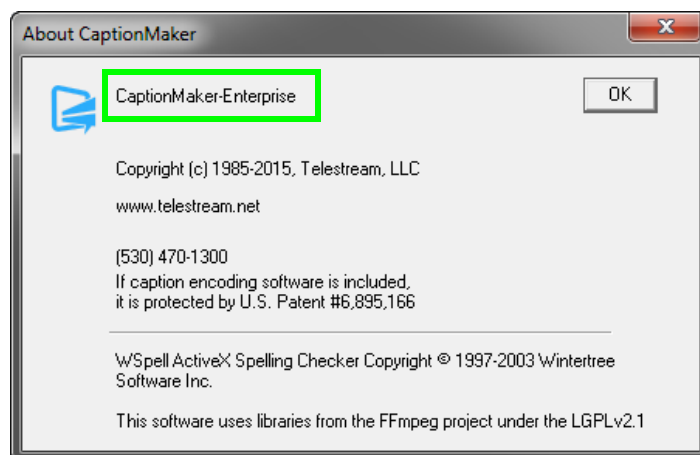 About CaptionMaker
CaptionMaker-Enterprise
OK
Copyright (c) 1985-2015, Telestream, LLC
www.telestream.net
(530) 470-1300
If caption encoding software is included,
it is protected by U.S. Patent #6,895,166
WSpell ActiveX Spelling Checker Copyright © 1997-2003 Wintertree
Software Inc.
This software uses libraries from the FFmpeg project under the LGPLv2.1